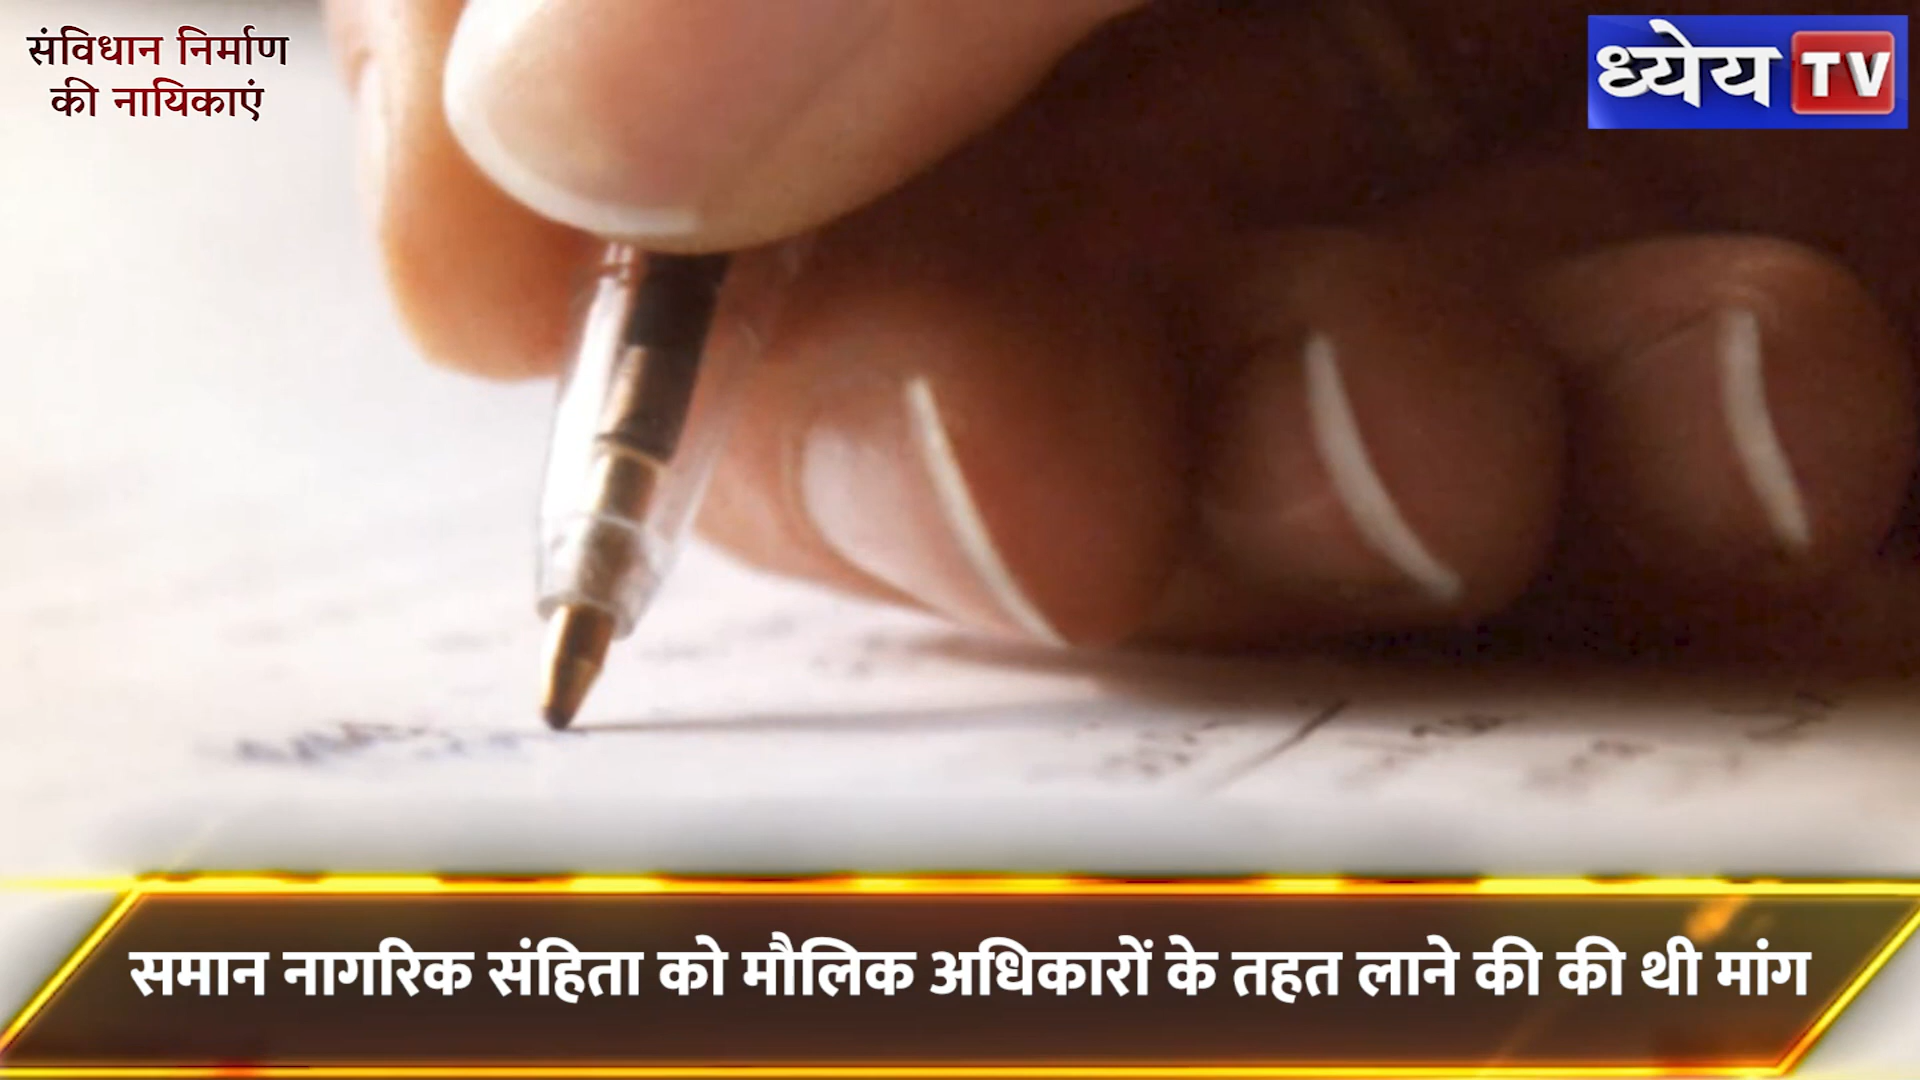 संविधान निर्माण
की नायिकाएं
ध्येय TV
समान नागरिक संहिता को मौलिक अधिकारों के तहत लाने की की थी मांग